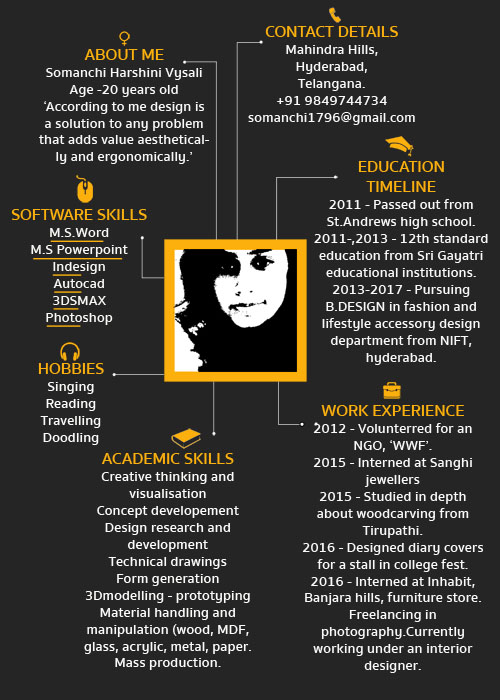 ABOUT ME
Somanchi Harshini Vysali
Age -20 years old
‘According to me design is
a solution to any problem
that adds value aesthetical-
ly and ergonomically.’
CONTACT DETAILS
Mahindra Hills,
Hyderabad,
Telangana.
+91 9849744734
somanchi1796@gmail.com
SOFTWARE SKILLS
M.S.Word
M.S Powerpoint
Indesign
Autocad
3DSMAX
Photoshop
EDUCATION
TIMELINE
2011 - Passed out from
St.Andrews high school.
2011-,2013 - 12th standard
education from Sri Gayatri
educational institutions.
2013-2017 - Pursuing
B.DESIGN in fashion and
lifestyle accessory design
department from NIFT,
hyderabad.
HOBBIES
Singing
Reading
Travelling
Doodling
WORK EXPERIENCE
2012 - Volunterred for an
NGO, ‘WWF’.
2015 - Interned at Sanghi
jewellers
2015 - Studied in depth
about woodcarving from
Tirupathi.
2016 - Designed diary covers
for a stall in college fest.
2016 - Interned at Inhabit,
Banjara hills, furniture store.
Freelancing in
photography.Currently
working under an interior
designer.
ACADEMIC SKILLS
Creative thinking and
visualisation
Concept developement
Design research and
development
Technical drawings
Form generation
3Dmodelling - prototyping
Material handling and
manipulation (wood, MDF,
glass, acrylic, metal, paper.
Mass production.